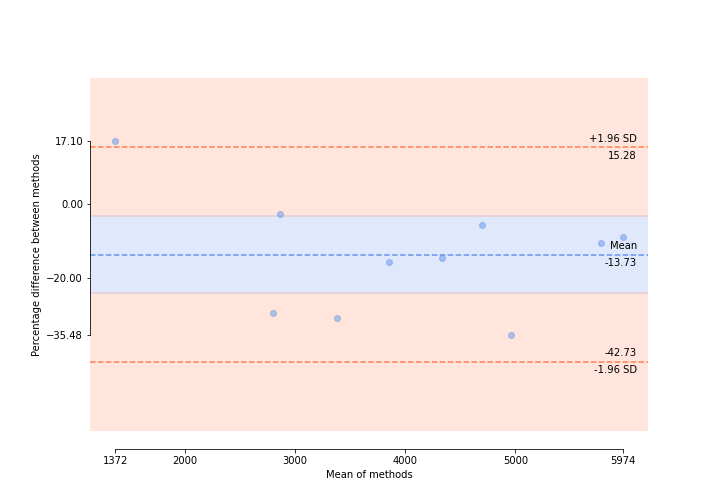 17.10
0.00
−20.00
−35.48
Percentage difference between methods
+1.96 SD
15.28
Mean
-13.73
-42.73
-1.96 SD
1372
2000
3000
4000
5000
5974
Mean of methods